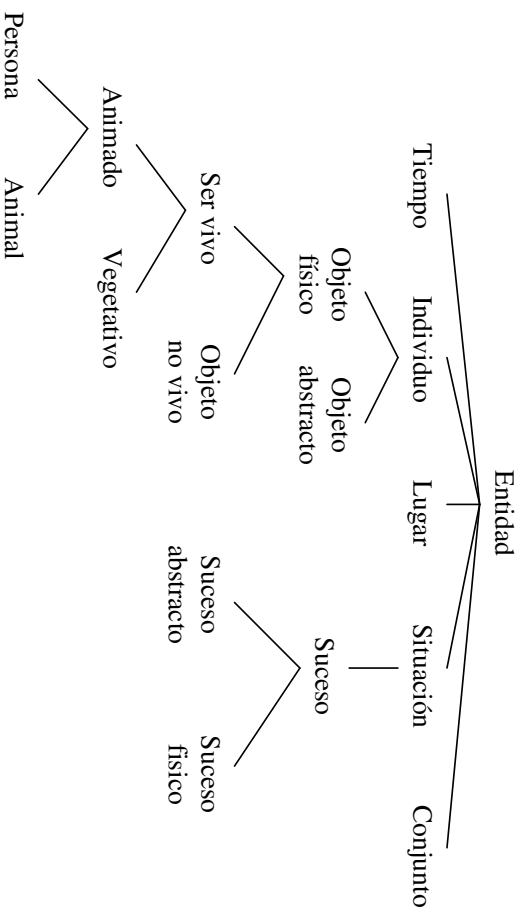 Entidad
Tiempo
Individuo
Lugar
Situación
Conjunto
Objeto
físico
Objeto
abstracto
Suceso
Ser vivo
Objeto
no vivo
Suceso
abstracto
Suceso
fisico
Animado
Vegetativo
Persona
Animal